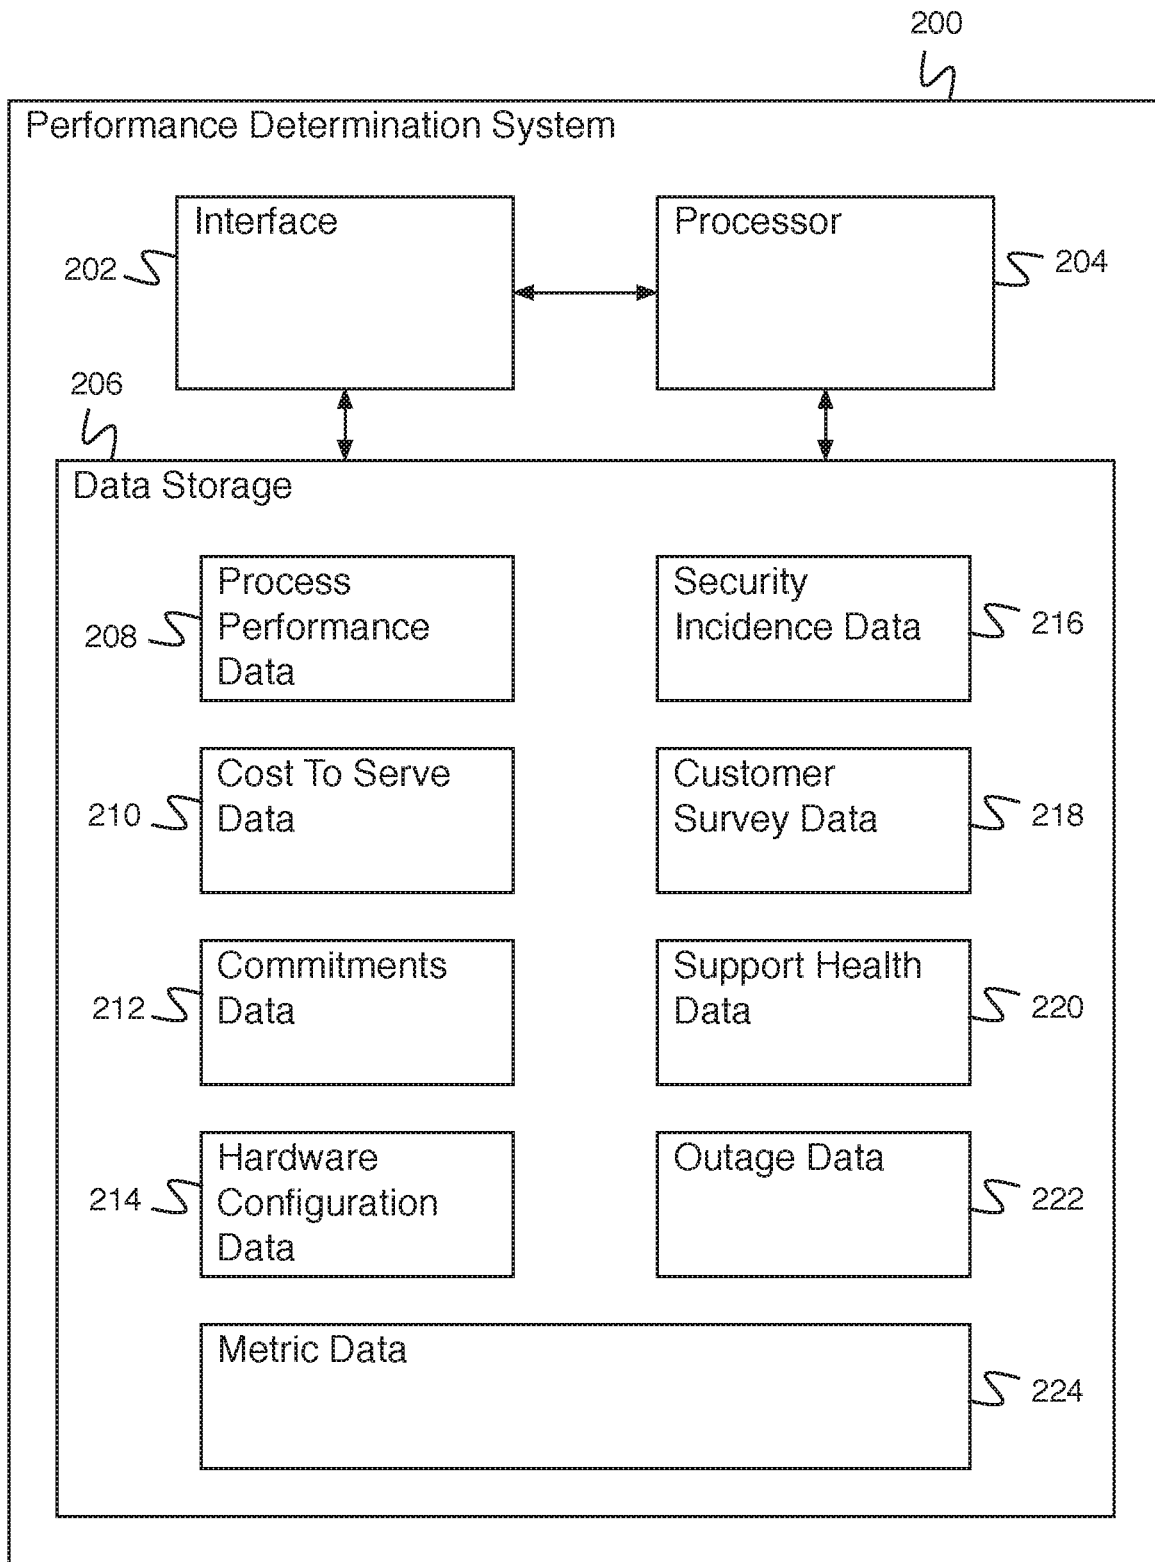 200
Performance Determination System
Interface
Processor
202
204
206
Data Storage
Process
Performance
Data
208
Security
Incidence Data
216
Cost To Serve
Data
210
Customer
Survey Data
218
Commitments
Data
212
Support Health
Data
220
Hardware
Configuration
Data
214
Outage Data
222
Metric Data
224